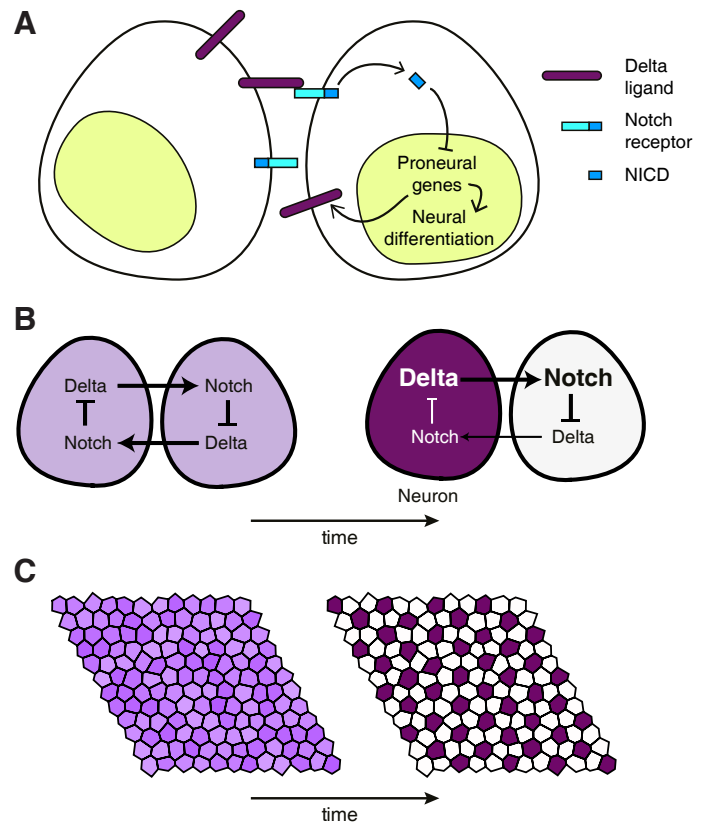 A
Delta
ligand
Notch
receptor
NICD
Proneural
genes
Neural
differentiation
B
Delta
Notch
Notch
Delta
Delta
Notch
Notch
Delta
Neuron
time
C
time